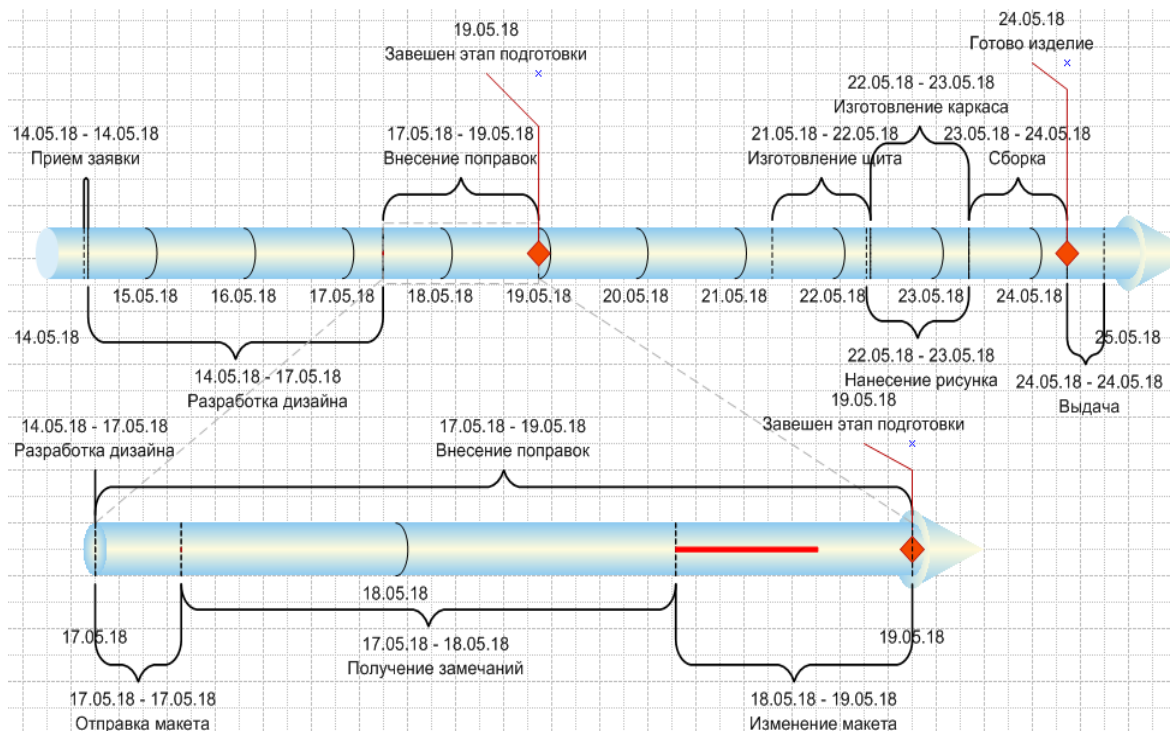 19.05.18
Завешен этап подготовки
24.05.18
Готово изделие
14.05.18 - 14.05.18
Прием заявки
17.05.18 - 19.05.18
Внесение поправок
22.05.18 - 23.05.18
Изготовление каркаса
21.05.18 - 22.05.18
Изготовление щита
23.05.18 - 24.05.18
Сборка
15.05.18
16.05.18
17.05.18
18.05.18
19.05.18
20.05.18
21.05.18
22.05.18
23.05.18
24.05.18
14.05.18
25.05.18
14.05.18 - 17.05.18
Разработка дизайна
22.05.18 - 23.05.18
Нанесение рисунка
24.05.18 - 24.05.18
Выдача
14.05.18 - 17.05.18
Разработка дизайна
17.05.18 - 19.05.18
Внесение поправок
19.05.18
Завешен этап подготовки
18.05.18
17.05.18
19.05.18
17.05.18 - 18.05.18
Получение замечаний
17.05.18 - 17.05.18
Отправка макета
18.05.18 - 19.05.18
Изменение макета